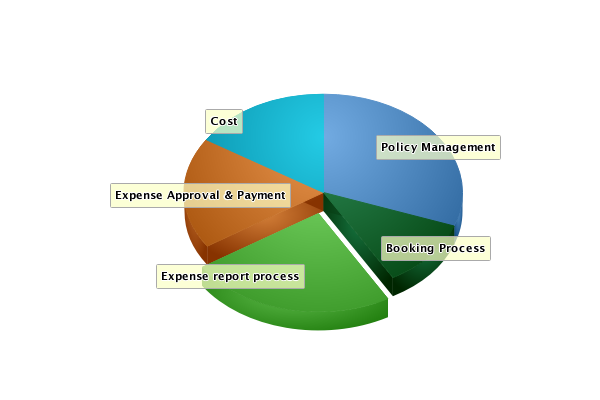 Cost
Policy Management
Expense Approval & Payment
Booking Process
Expense report process